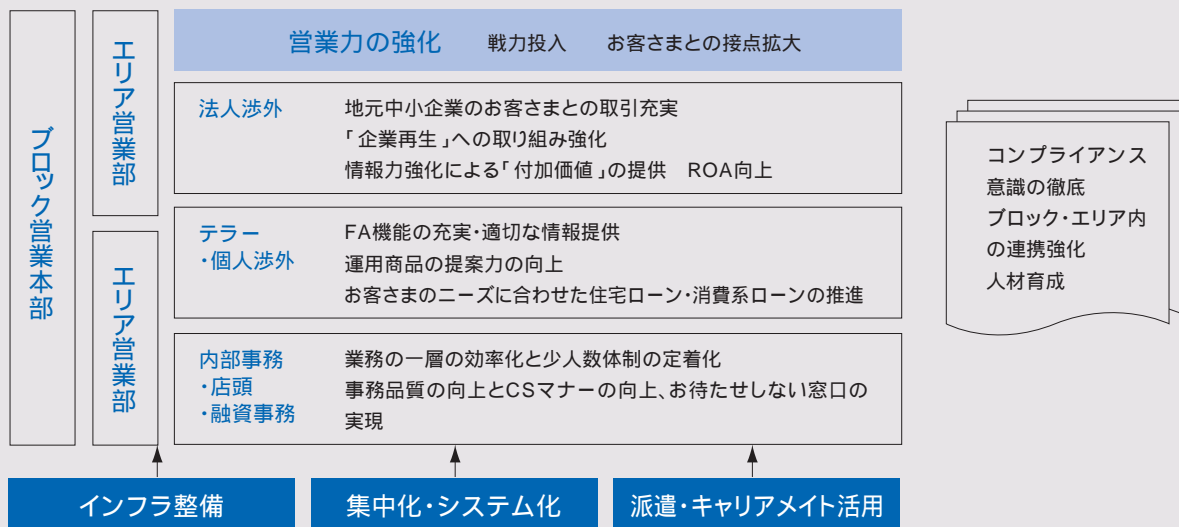 ブロック営業本部
エリア営業部
エリア営業部
営業力の強化　戦力投入　お客さまとの接点拡大
法人渉外
地元中小企業のお客さまとの取引充実
「企業再生」への取り組み強化
情報力強化による「付加価値」の提供　ROA向上
テラー
・個人渉外
FA機能の充実・適切な情報提供
運用商品の提案力の向上
お客さまのニーズに合わせた住宅ローン・消費系ローンの推進
内部事務
・店頭
・融資事務
業務の一層の効率化と少人数体制の定着化
事務品質の向上とCSマナーの向上、お待たせしない窓口の
実現
コンプライアンス
意識の徹底
ブロック・エリア内
の連携強化
人材育成
インフラ整備
集中化・システム化
派遣・キャリアメイト活用